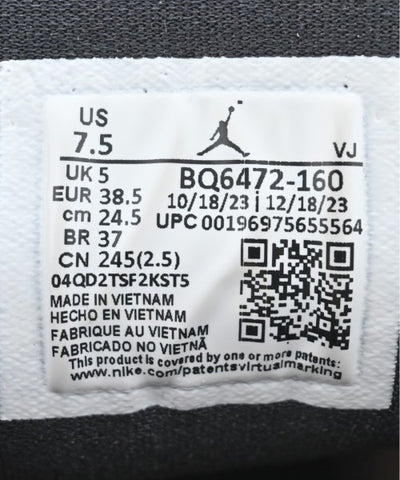 US
7.5
VJ
UK 5
EUR 38.5
cm 24.5
BR 37
CN 245(2.5)
BQ6472-160
10/18/23 | 12/18/23
UPC 00196975655564
04QD2TSF2KST5
MADE IN VIETNAM
HECHO EN VIETNAM
FABRIQUE AU VIETNAM
FABRICADO NO VIETNÃ
This product is covered by one or more patents:
www.nike.com/patentsvirtualmarking